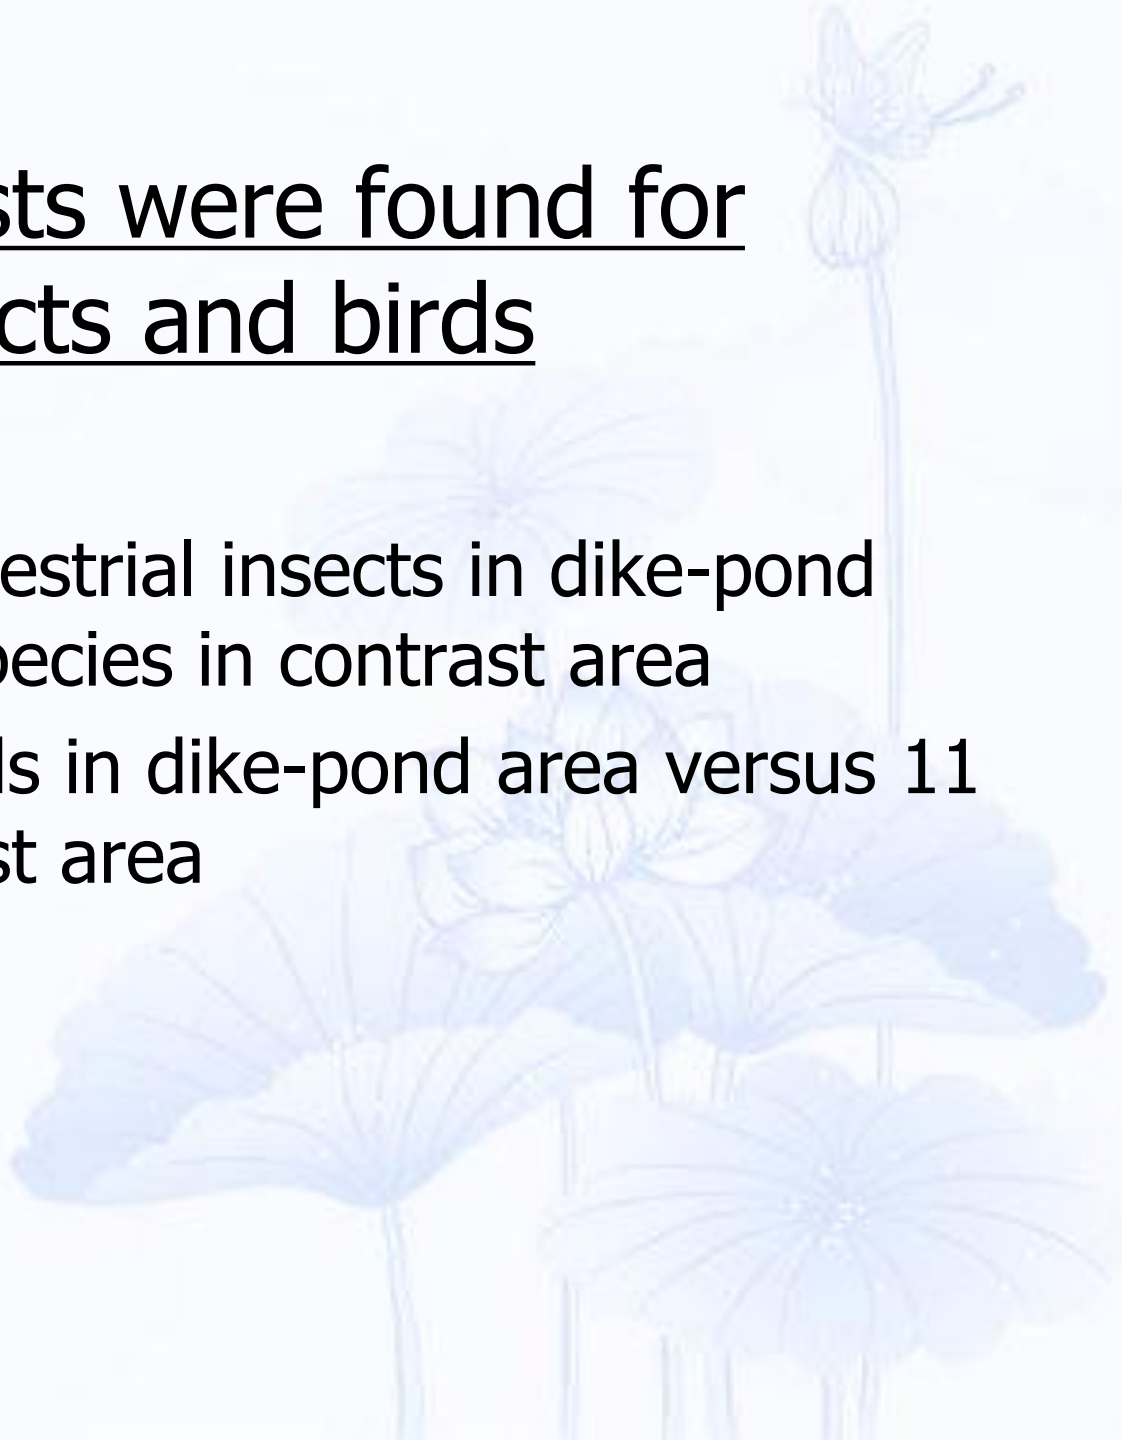 sts were found for
cts and birds
estrial insects in dike-pond
pecies in contrast area
ls in dike-pond area versus 11
st area